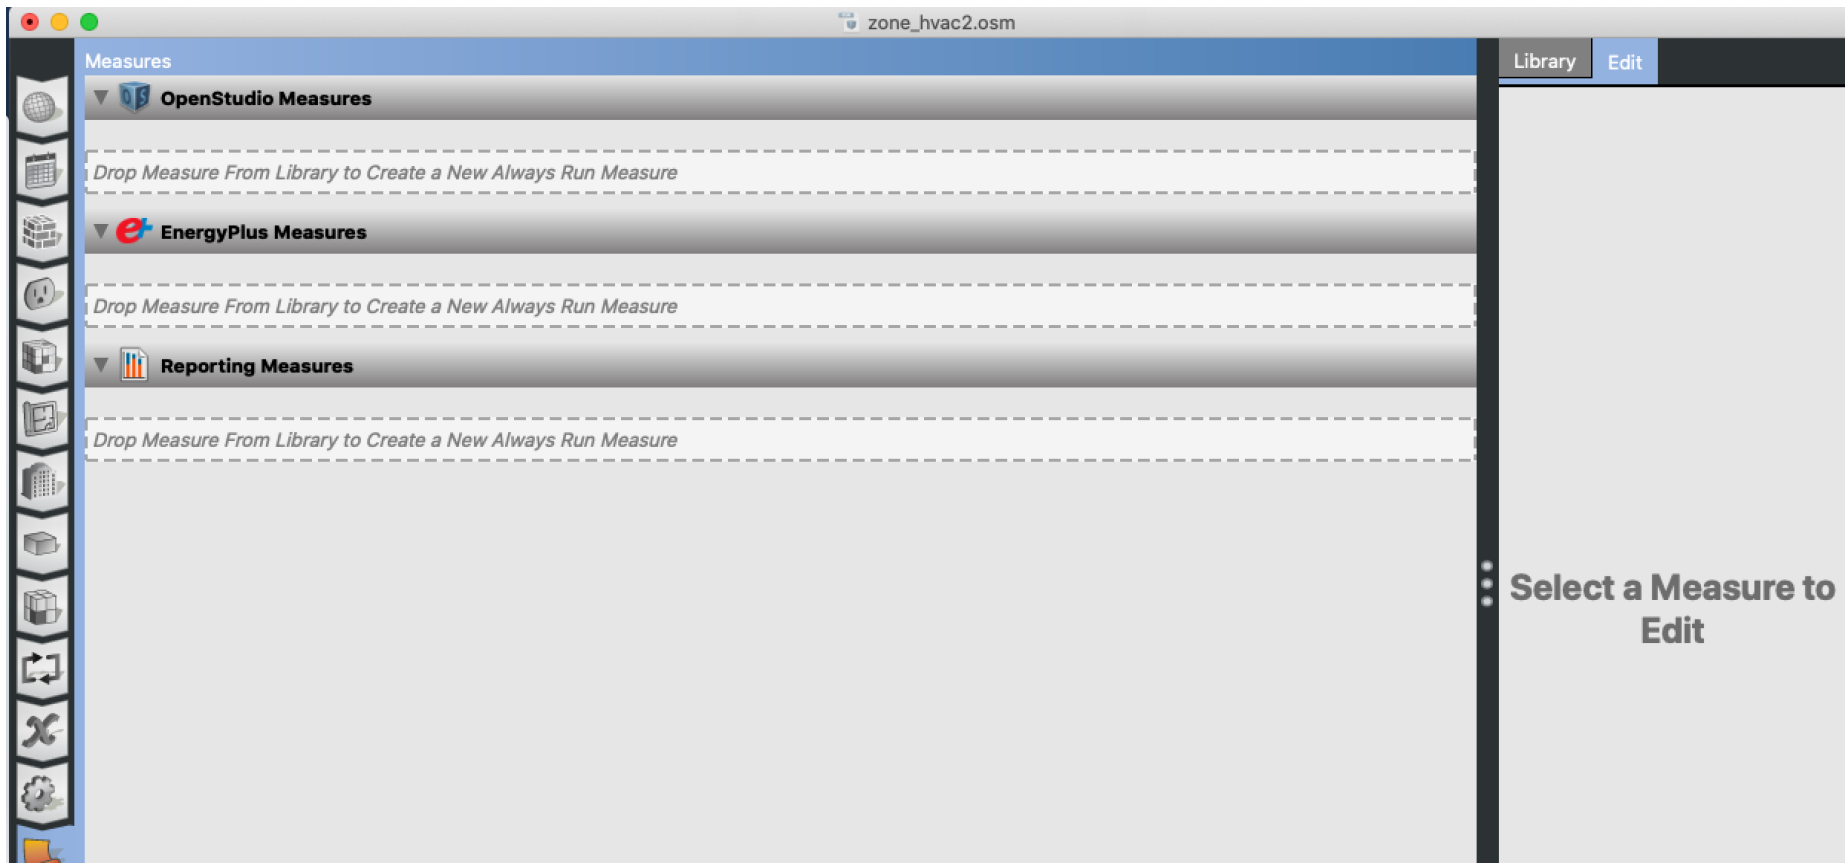 zone_hvac2.osm
Measures
Library
Edit
OpenStudio Measures
Drop Measure From Library to Create a New Always Run Measure
EnergyPlus Measures
Drop Measure From Library to Create a New Always Run Measure
Reporting Measures
Drop Measure From Library to Create a New Always Run Measure
Select a Measure to
Edit